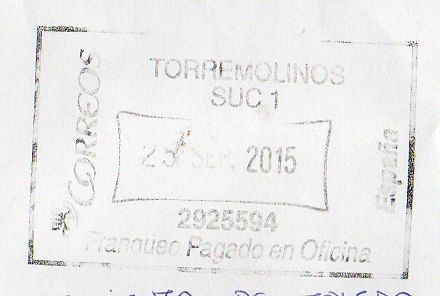 TORREMOLINOS
SUC.1
CORREOS
2015
España
2925594
Franqueo Pagado en Oficina